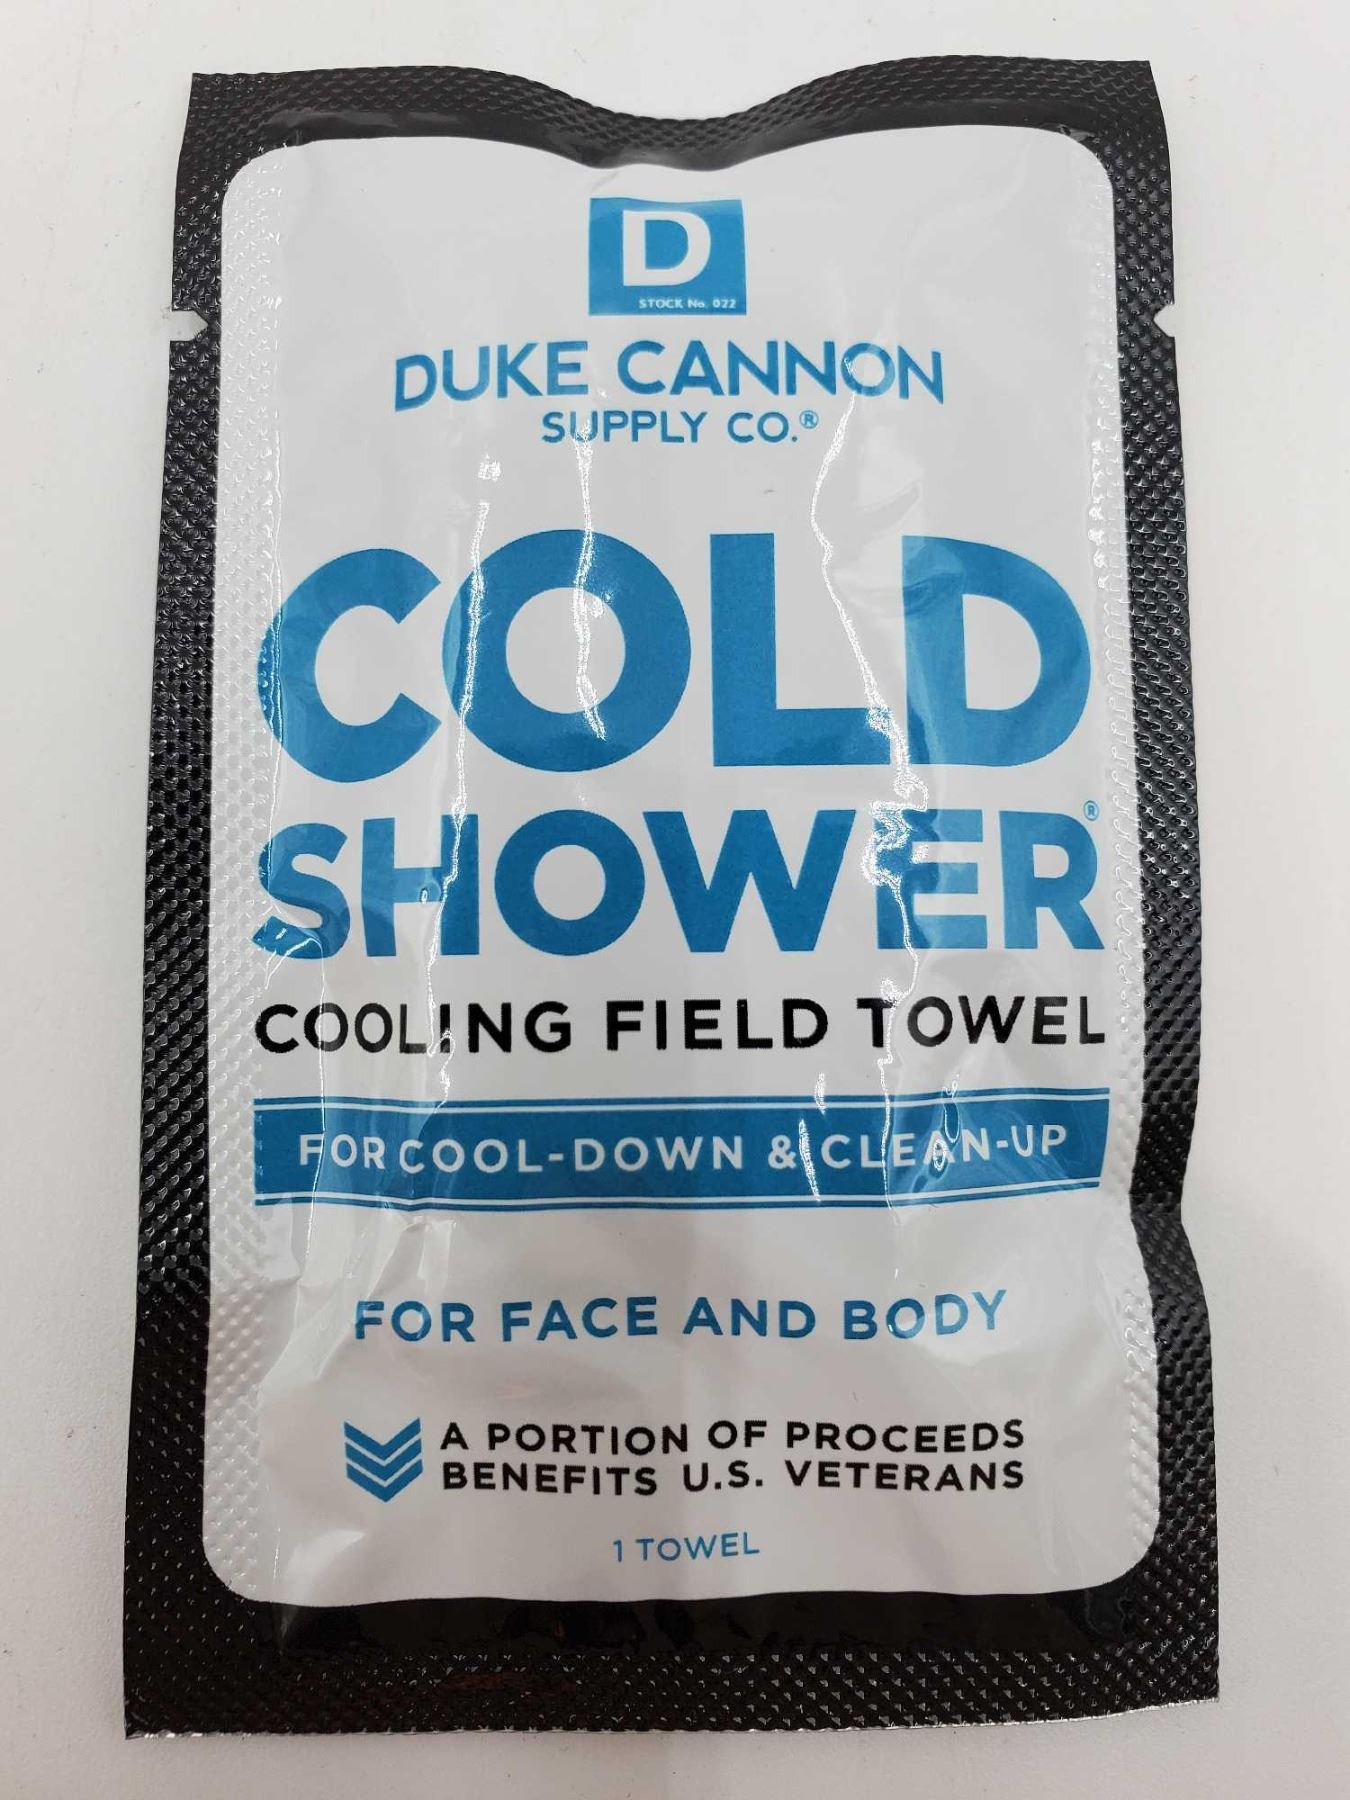 D
STOCK No. 022
DUKE CANNON
SUPPLY CO.®
COLD
SHOWER®
COOLING FIELD TOWEL
FOR COOL-DOWN & CLEAN-UP
FOR FACE AND BODY
A PORTION OF PROCEEDS
BENEFITS U.S. VETERANS
1 TOWEL